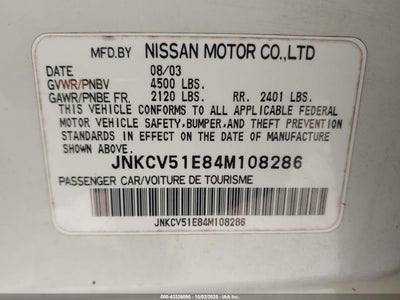 MFD.BY NISSAN MOTOR CO.,LTD
DATE 08/03
GVWR/PNBV 4500 LBS.
GAWR/PNBE FR. 2120 LBS. RR. 2401 LBS.
THIS VEHICLE CONFORMS TO ALL APPLICABLE FEDERAL
MOTOR VEHICLE SAFETY, BUMPER, AND THEFT PREVENTION
STANDARDS IN EFFECT ON THE DATE OF MANUFACTURE
SHOWN ABOVE.
JNKCV51E84M108286
PASSENGER CAR/VOITURE DE TOURISME
JNKCV51E84M108286